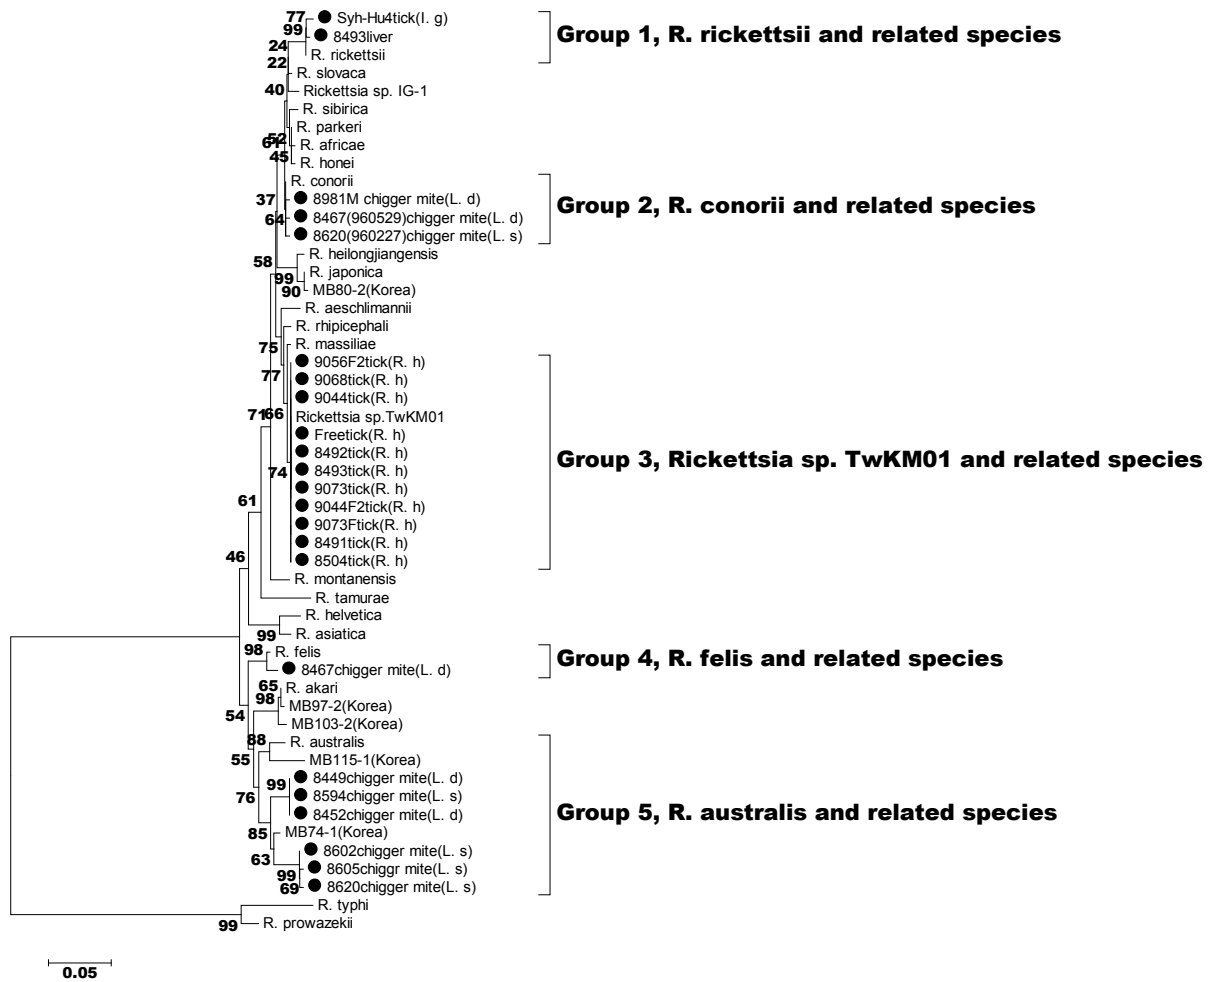 77
Syh-Hu4tick(I. g)
99
8493liver
24
R. rickettsii
Group 1, R. rickettsii and related species
22
R. slovaca
40
Rickettsia sp. IG-1
R. sibirica
R. parkeri
52
61
R. africae
45
R. honei
R. conorii
37
8981M chigger mite(L. d)
64
8467(960529)chigger mite(L. d)
8620(960227)chigger mite(L. s)
Group 2, R. conorii and related species
58
R. heilongjiangensis
99
R. japonica
90
MB80-2(Korea)
R. aeschlimannii
R. rhipicephali
75
R. massiliae
9056F2tick(R. h)
77
9068tick(R. h)
9044tick(R. h)
71
66
Rickettsia sp.TwKM01
Freetick(R. h)
8492tick(R. h)
74
8493tick(R. h)
9073tick(R. h)
9044F2tick(R. h)
9073Ftick(R. h)
8491tick(R. h)
8504tick(R. h)
Group 3, Rickettsia sp. TwKM01 and related species
61
R. montanensis
46
R. tamurae
R. helvetica
99
R. asiatica
98
R. felis
8467chigger mite(L. d)
Group 4, R. felis and related species
65
R. akari
98
MB97-2(Korea)
54
MB103-2(Korea)
88
R. australis
55
MB115-1(Korea)
99
8449chigger mite(L. d)
76
8594chigger mite(L. s)
8452chigger mite(L. d)
85
MB74-1(Korea)
63
8602chigger mite(L. s)
99
8605chiggr mite(L. s)
69
8620chigger mite(L. s)
Group 5, R. australis and related species
R. typhi
99
R. prowazekii
0.05